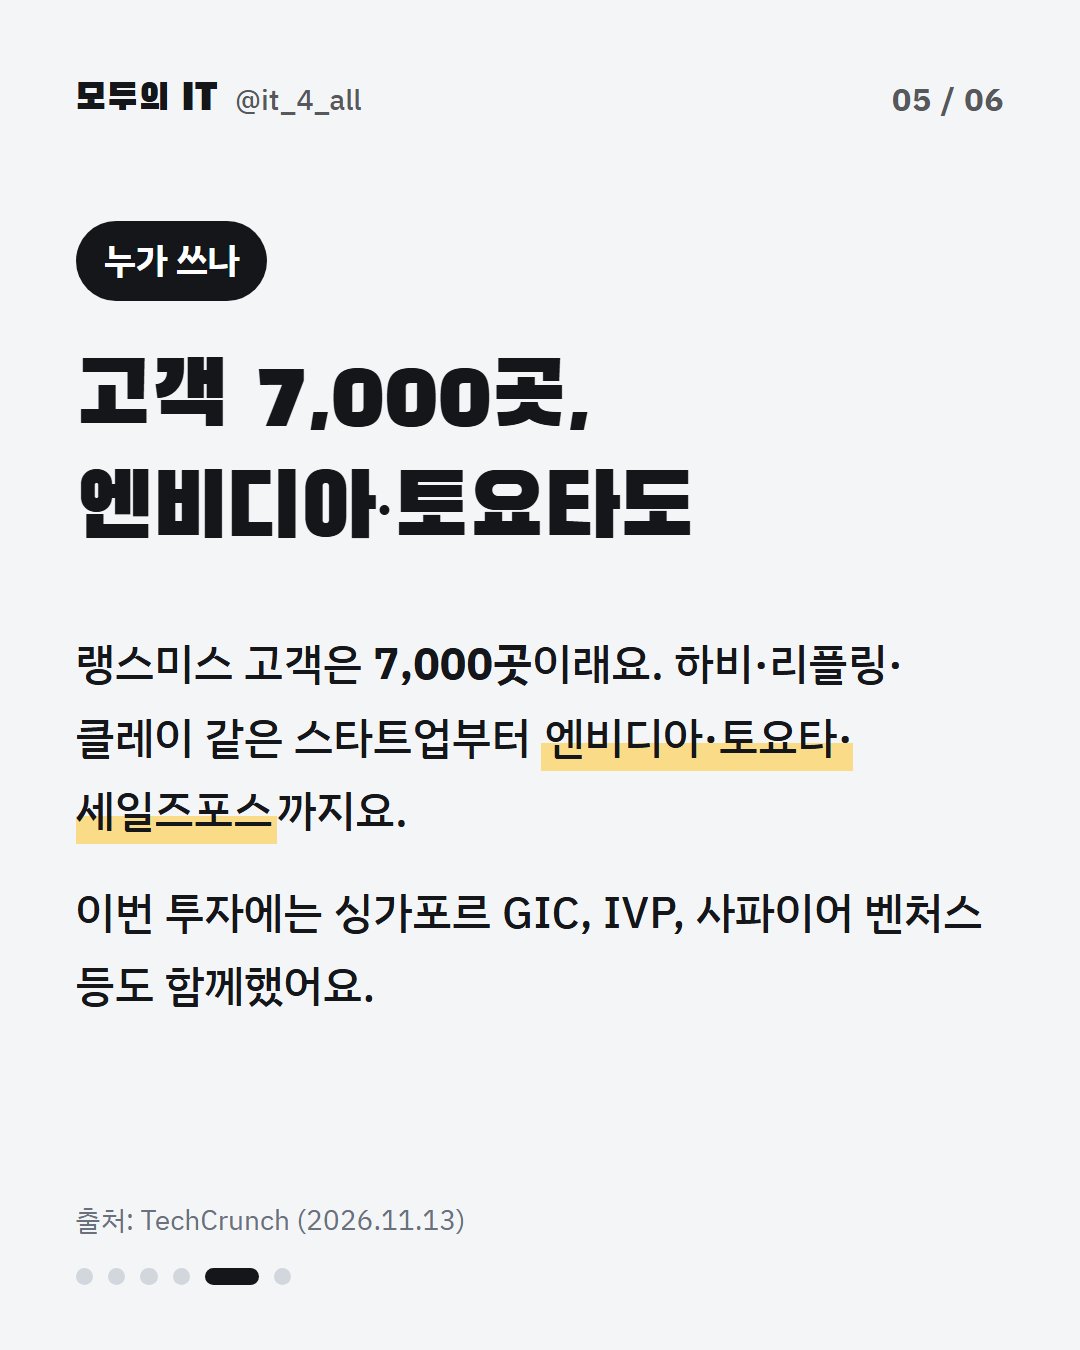 모두의 IT @it_4_all
05 / 06
누가 쓰나
고객 7,000곳,
엔비디아·토요타도
랭스미스 고객은 7,000곳이래요. 하비·리플링·
클레이 같은 스타트업부터 엔비디아·토요타·
세일즈포스까지요.
이번 투자에는 싱가포르 GIC, IVP, 사파이어 벤처스
등도 함께했어요.
출처: TechCrunch (2026.11.13)